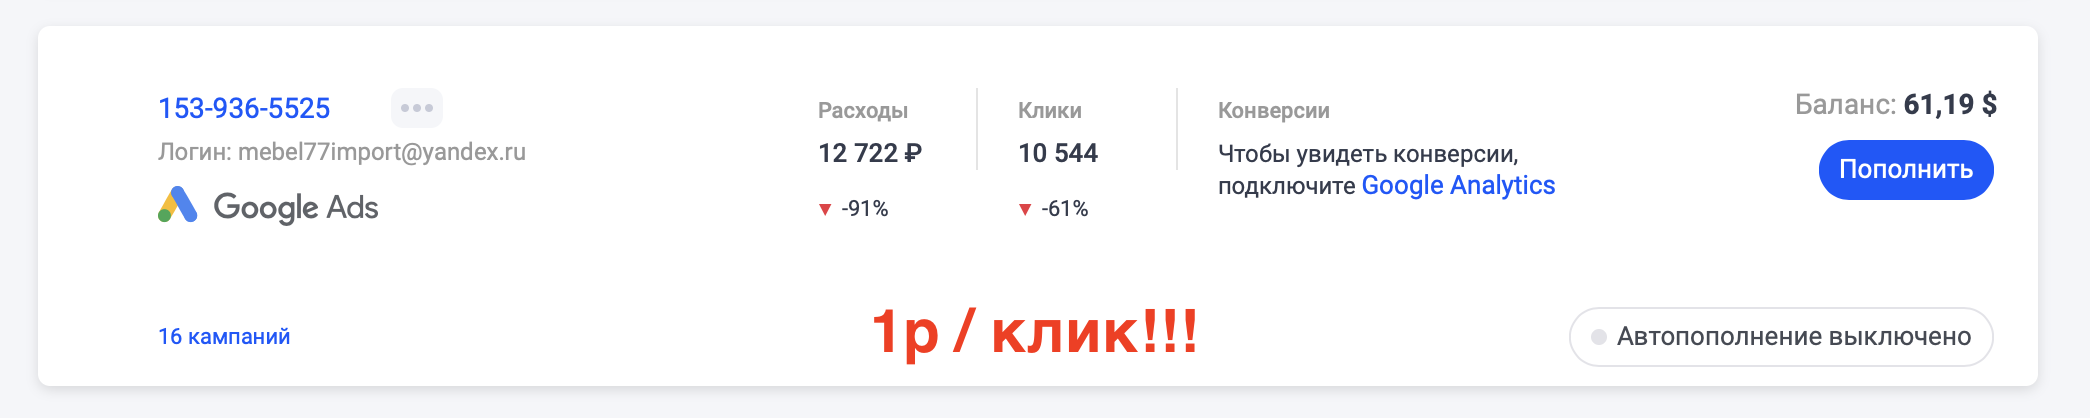 153-936-5525
Логин: mebel77import@yandex.ru
Google Ads
16 кампаний
Расходы
12 722 ₽
-91%
Клики
10 544
-61%
Конверсии
Чтобы увидеть конверсии,
подключите Google Analytics
Баланс: 61,19 $
Пополнить
1р / клик!!!
Автопополнение выключено